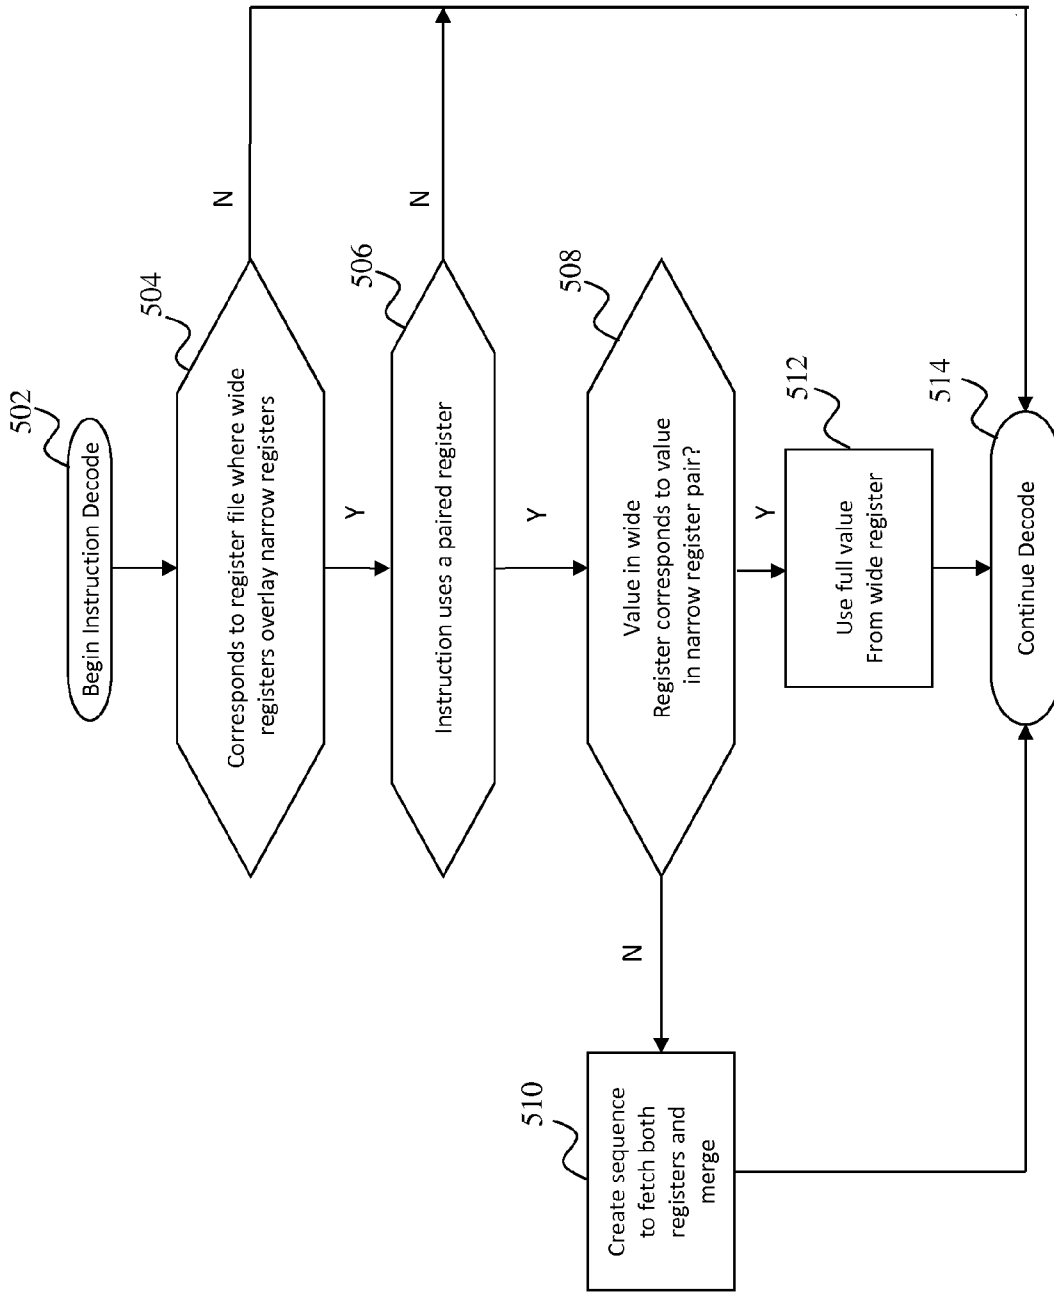 502
Begin Instruction Decode
504
Corresponds to register file where wide
registers overlay narrow registers
N
Y
506
Instruction uses a paired register
N
Y
508
Value in wide
Register corresponds to value
in narrow register pair?
N
Y
510
Create sequence
to fetch both
registers and
merge
512
Use full value
From wide register
514
Continue Decode